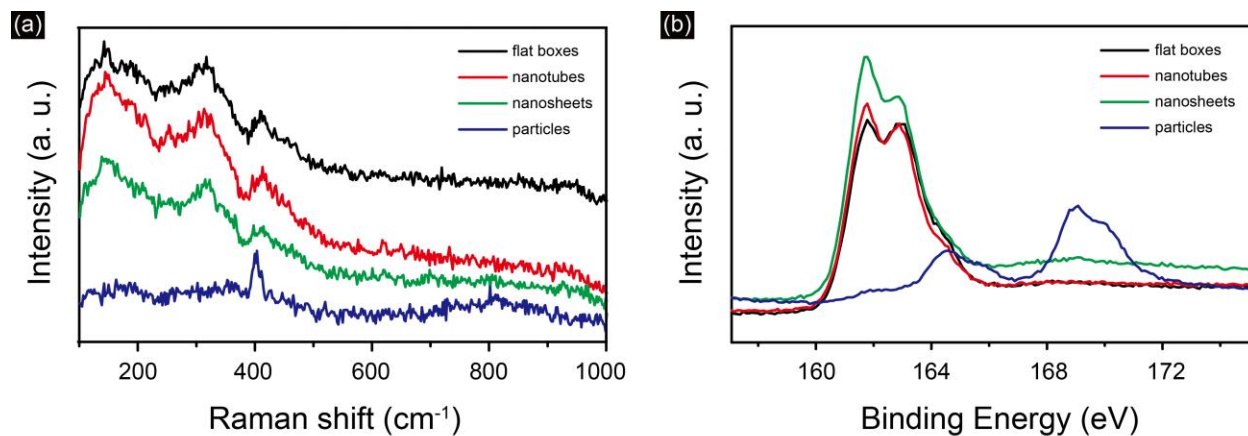 (a)
flat boxes
nanotubes
nanosheets
particles
Intensity (a. u.)
200 400 600 800 1000
Raman shift (cm⁻¹)
(b)
flat boxes
nanotubes
nanosheets
particles
Intensity (a. u.)
160 164 168 172
Binding Energy (eV)